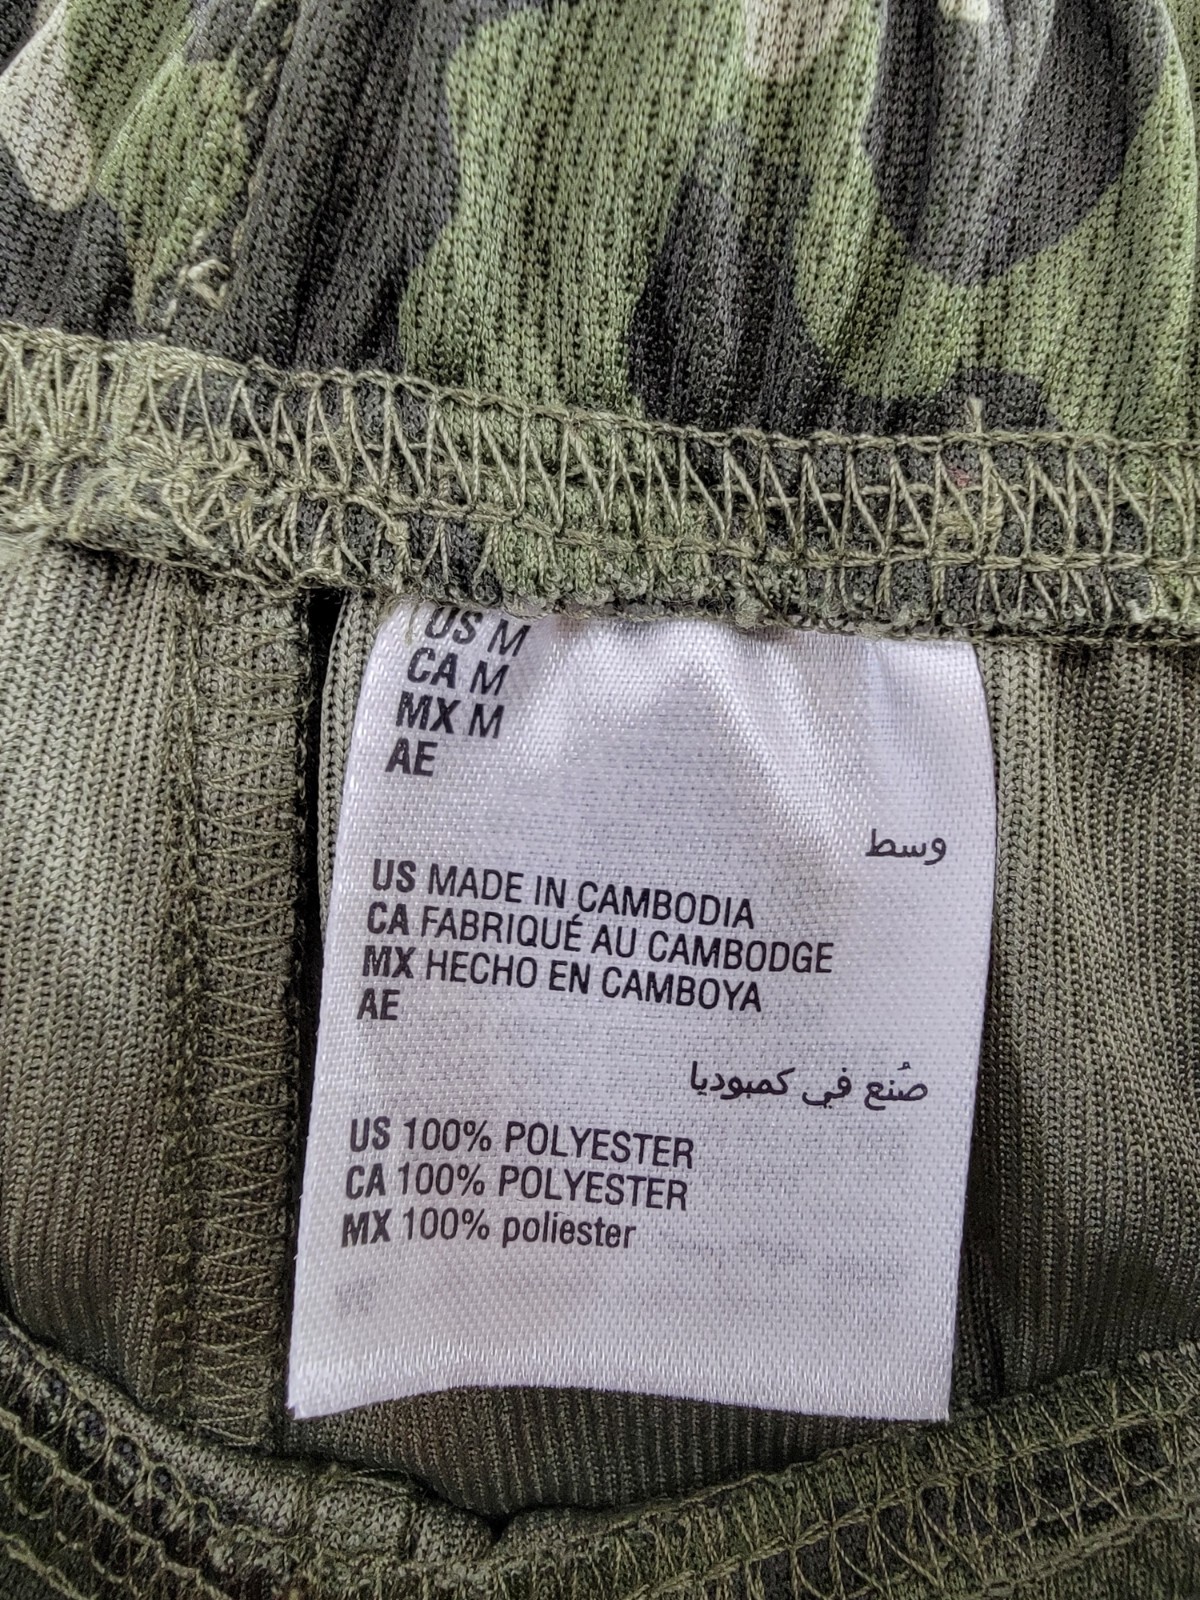 US M
CA M
MX M
AE
وسط
US MADE IN CAMBODIA
CA FABRIQUÉ AU CAMBODGE
MX HECHO EN CAMBOYA
AE
صُنع في كمبوديا
US 100% POLYESTER
CA 100% POLYESTER
MX 100% poliester